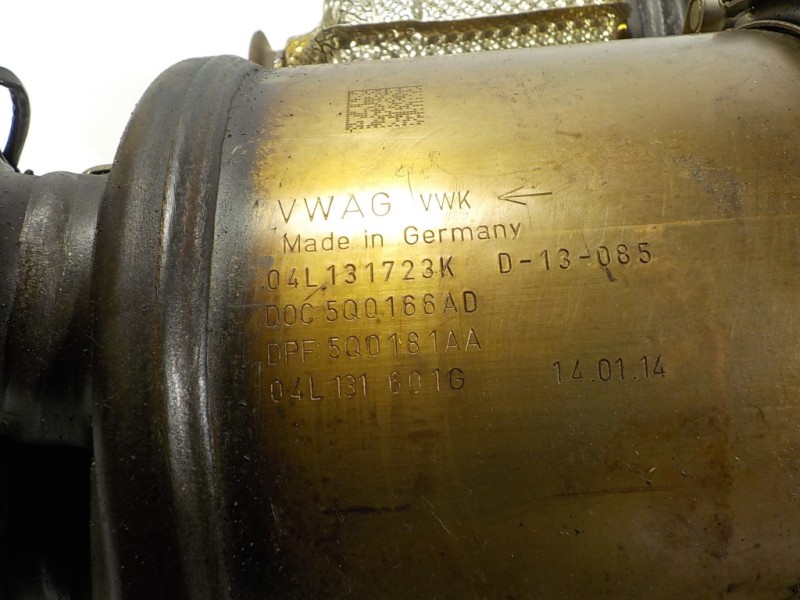 VWAG VWK
Made in Germany
04L131723K D-13-085
DOC 5Q0166AD
DPF 5Q0181AA
04L 131 601G 14.01.14